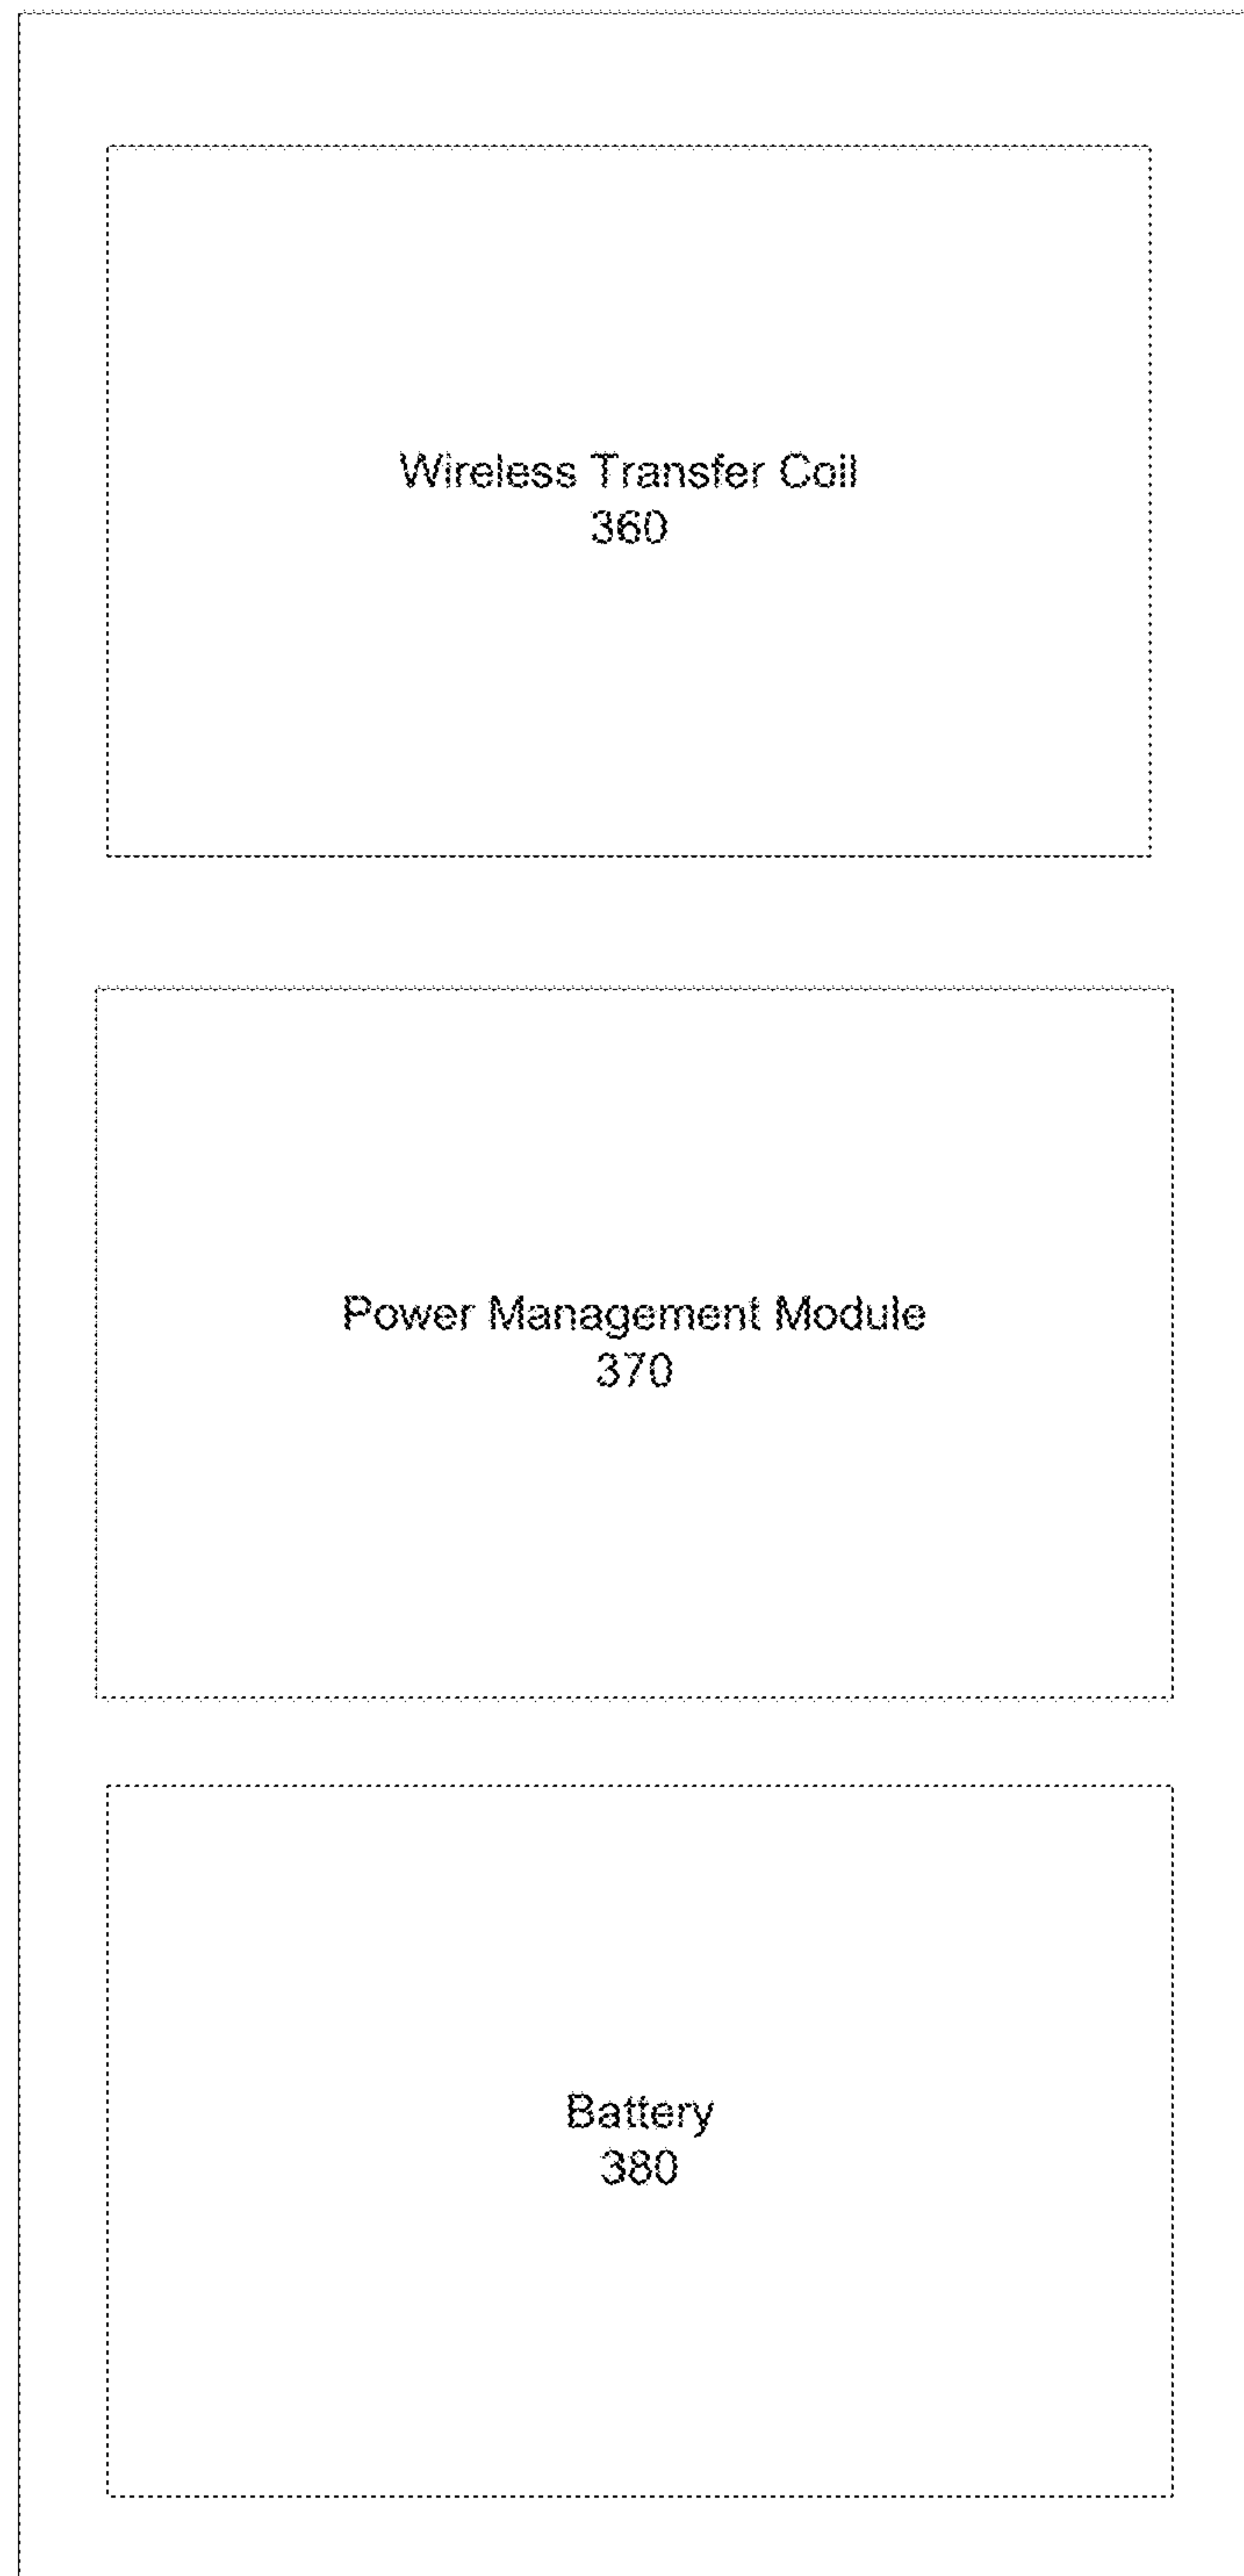 Wireless Transfer Coil
360
Power Management Module
370
Battery
380